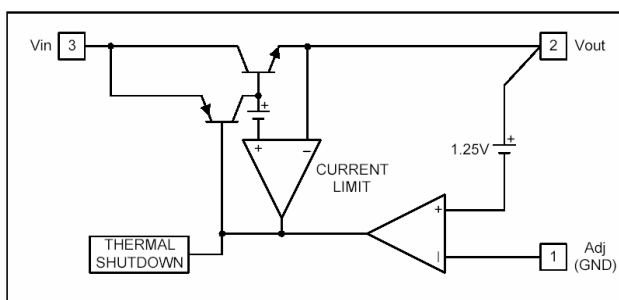 Vin 3
2 Vout
+
+ −
CURRENT
LIMIT
1.25V
+
+
−
THERMAL
SHUTDOWN
1 Adj
(GND)